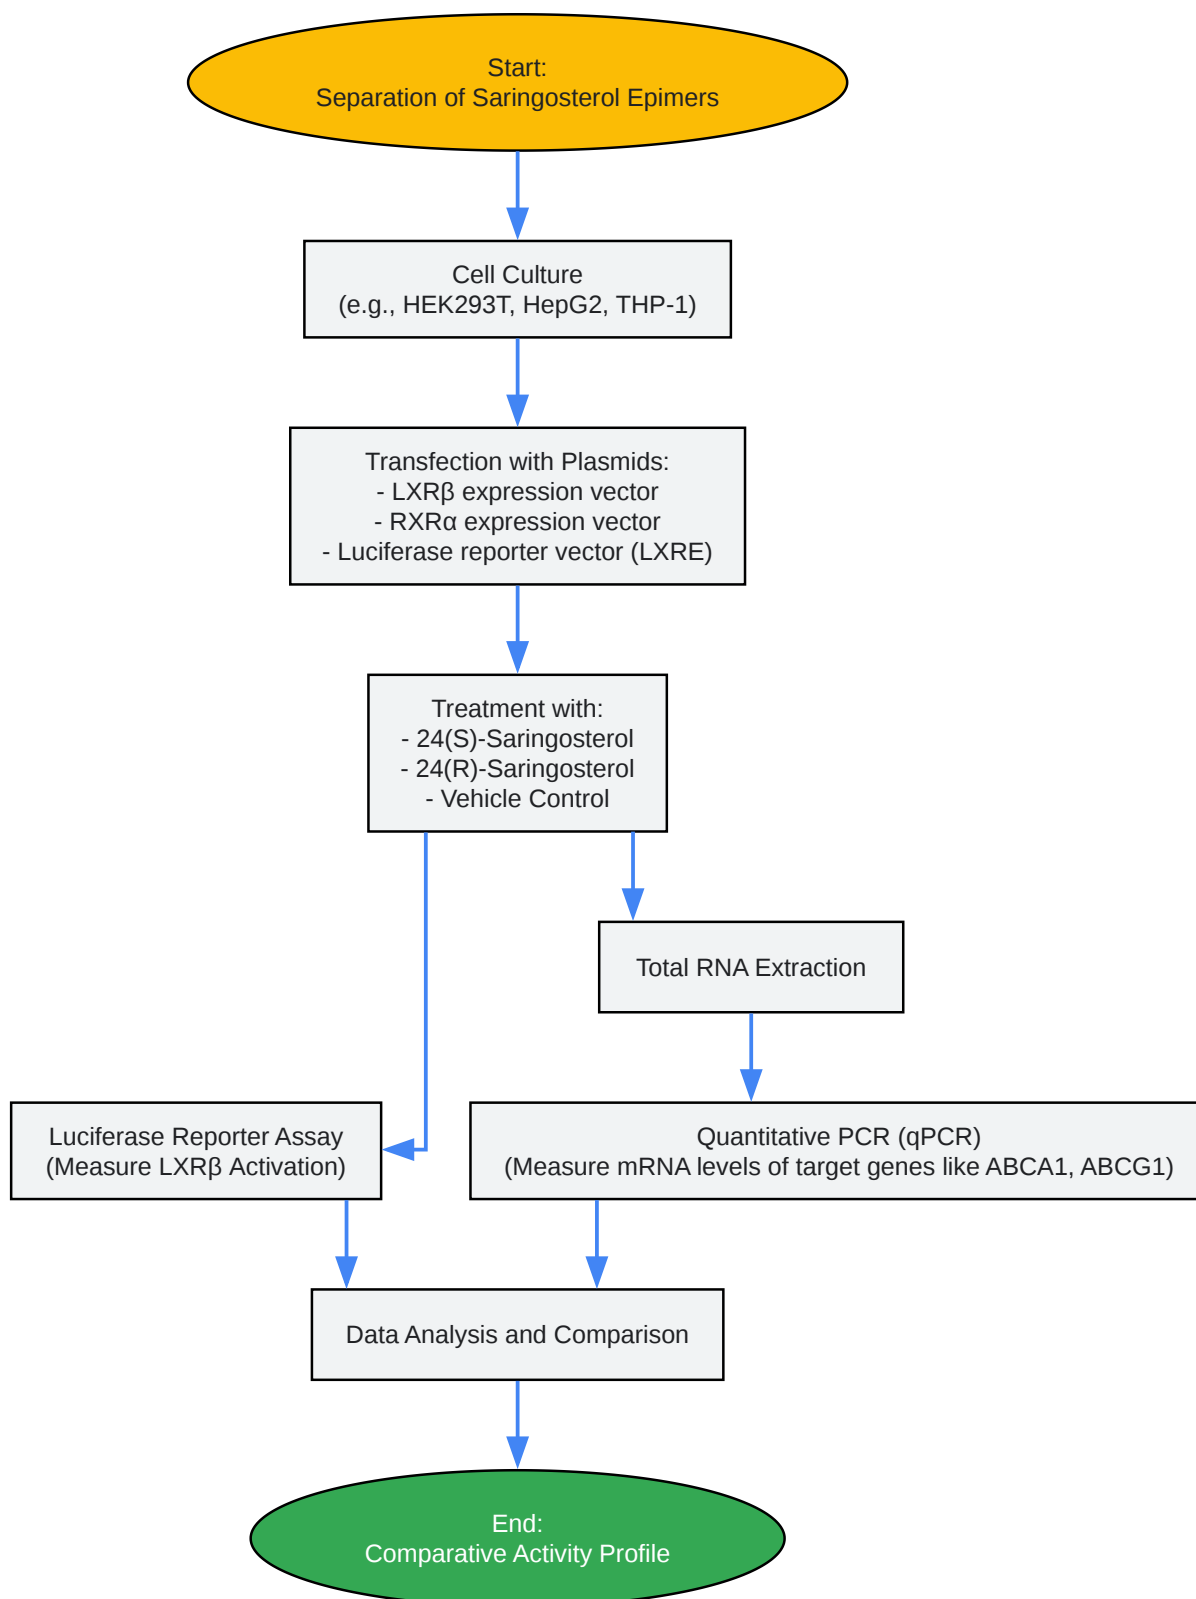 Start:
Separation of Saringosterol Epimers
Cell Culture
(e.g., HEK293T, HepG2, THP-1)
Transfection with Plasmids:
- LXRβ expression vector
- RXRα expression vector
- Luciferase reporter vector (LXRE)
Treatment with:
- 24(S)-Saringosterol
- 24(R)-Saringosterol
- Vehicle Control
Total RNA Extraction
Luciferase Reporter Assay
(Measure LXRβ Activation)
Quantitative PCR (qPCR)
(Measure mRNA levels of target genes like ABCA1, ABCG1)
Data Analysis and Comparison
End:
Comparative Activity Profile